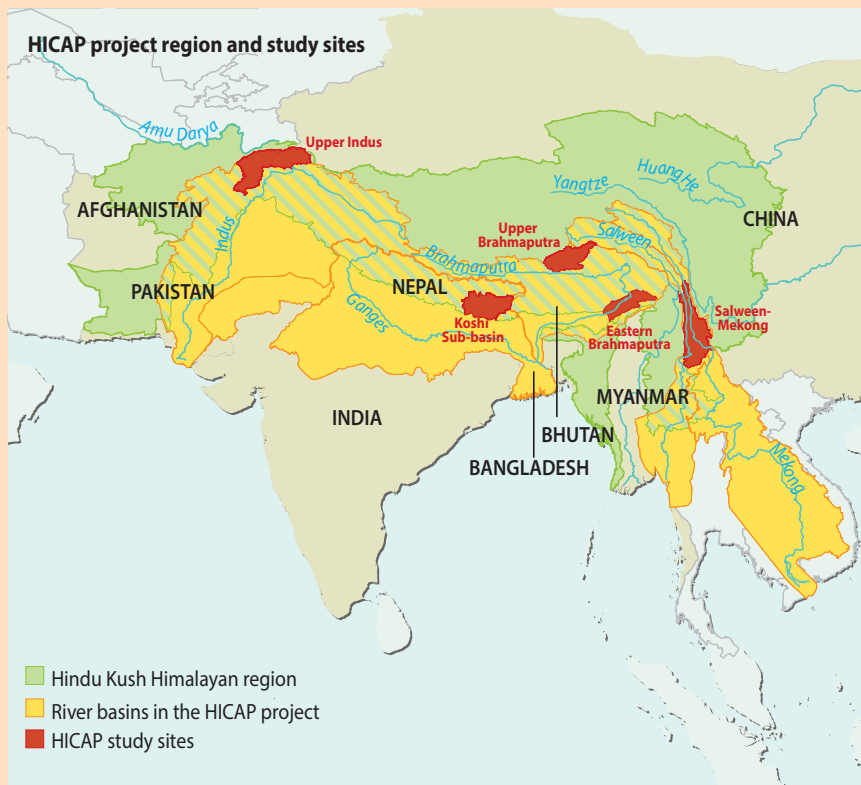 HICAP project region and study sites
Amu Darya
Upper Indus
Huang He
Yangtze
AFGHANISTAN
CHINA
Upper
Brahmaputra
Salween
Indus
Brahmaputra
PAKISTAN
NEPAL
Ganges
Koshi
Sub-basin
Eastern
Brahmaputra
Salween-
Mekong
MYANMAR
INDIA
BHUTAN
BANGLADESH
Mekong
Hindu Kush Himalayan region
River basins in the HICAP project
HICAP study sites